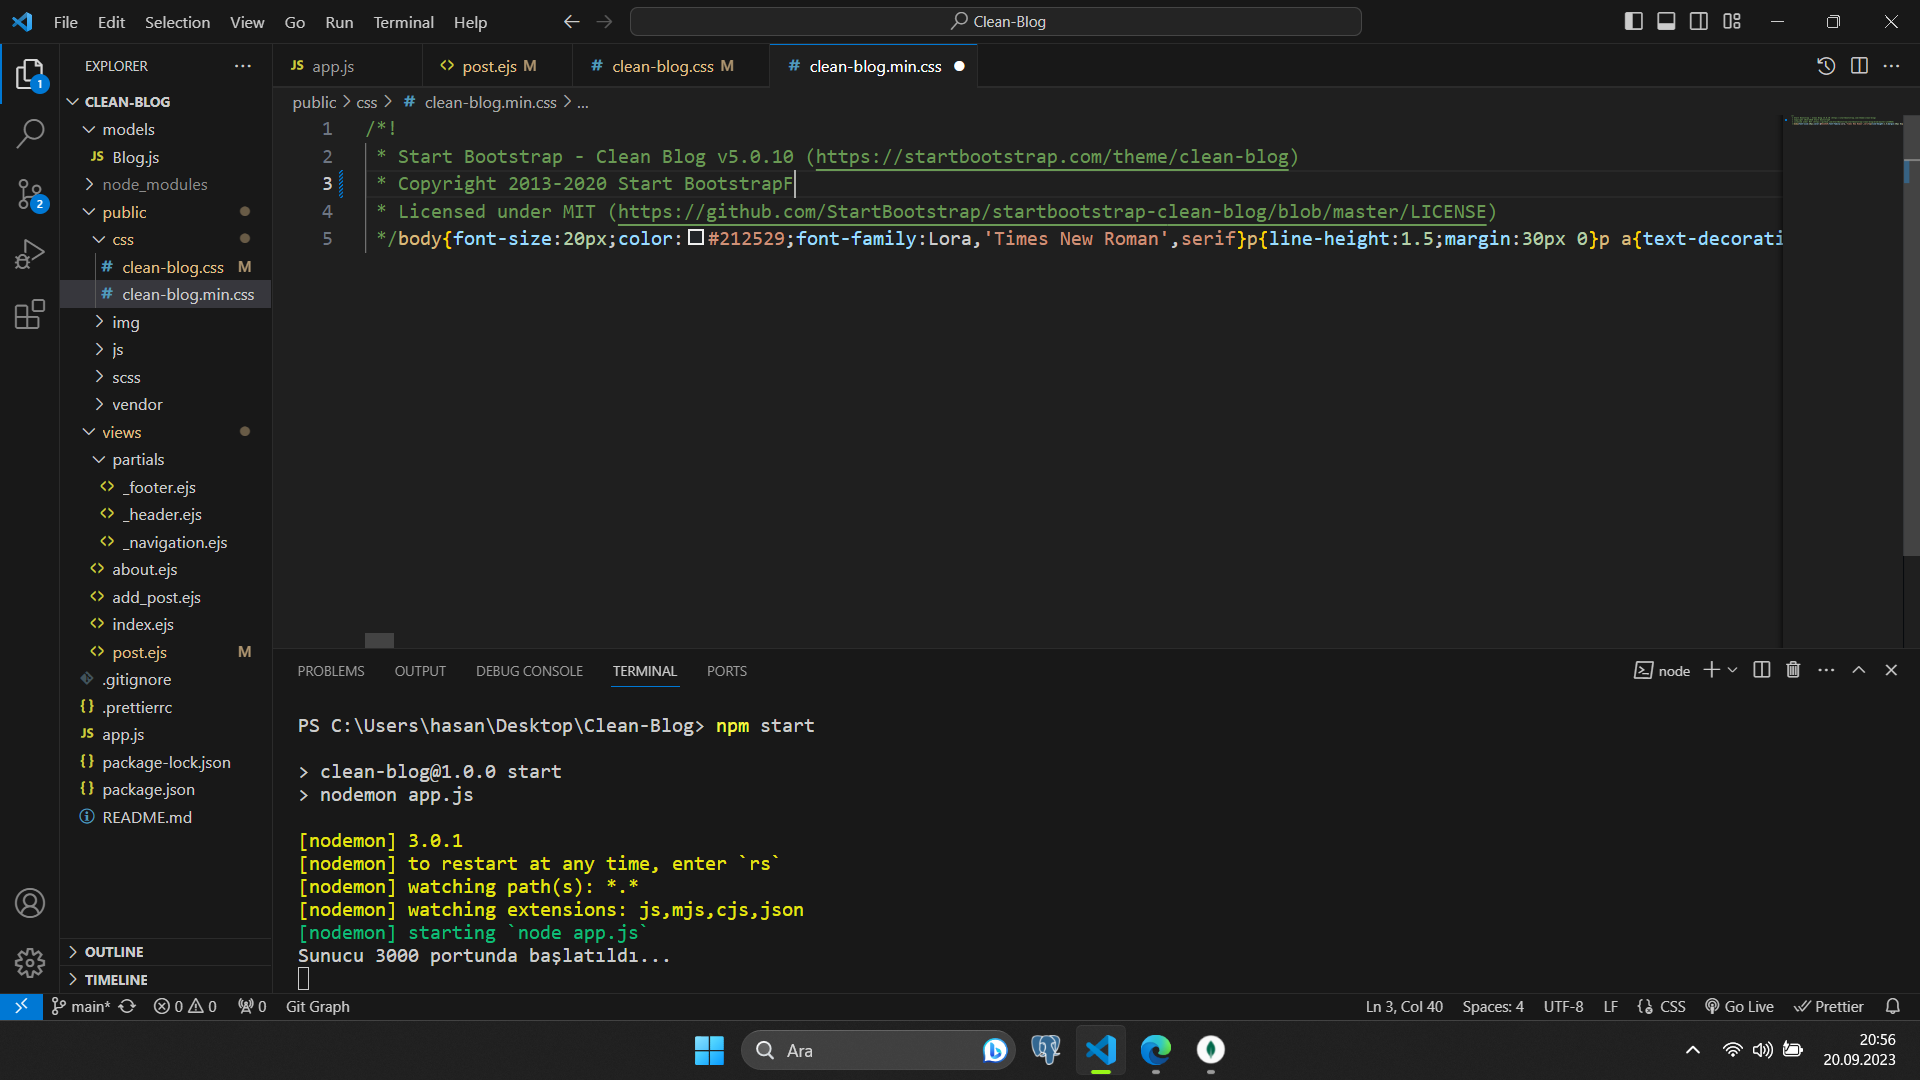 File Edit Selection View Go Run Terminal Help
Clean-Blog
EXPLORER
CLEAN-BLOG
models
Blog.js
node_modules
public
css
clean-blog.css M
clean-blog.min.css
img
js
scss
vendor
views
partials
_footer.ejs
_header.ejs
_navigation.ejs
about.ejs
add_post.ejs
index.ejs
post.ejs M
.gitignore
.prettierrc
app.js
package-lock.json
package.json
README.md
OUTLINE
TIMELINE
1
2
JS app.js
post.ejs M
# clean-blog.css M
# clean-blog.min.css
public > css > # clean-blog.min.css > ...
1 /*!
2 * Start Bootstrap - Clean Blog v5.0.10 (https://startbootstrap.com/theme/clean-blog)
3 * Copyright 2013-2020 Start BootstrapF
4 * Licensed under MIT (https://github.com/StartBootstrap/startbootstrap-clean-blog/blob/master/LICENSE)
5 */body{font-size:20px;color:#212529;font-family:Lora,'Times New Roman',serif}p{line-height:1.5;margin:30px 0}p a{text-decorati
PROBLEMS OUTPUT DEBUG CONSOLE TERMINAL PORTS
node
PS C:\Users\hasan\Desktop\Clean-Blog> npm start
> clean-blog@1.0.0 start
> nodemon app.js
[nodemon] 3.0.1
[nodemon] to restart at any time, enter `rs`
[nodemon] watching path(s): *.*
[nodemon] watching extensions: js,mjs,cjs,json
[nodemon] starting `node app.js`
Sunucu 3000 portunda başlatıldı...
main* 0 0 0 Git Graph
Ln 3, Col 40 Spaces: 4 UTF-8 LF CSS Go Live Prettier
Ara
20:56
20.09.2023